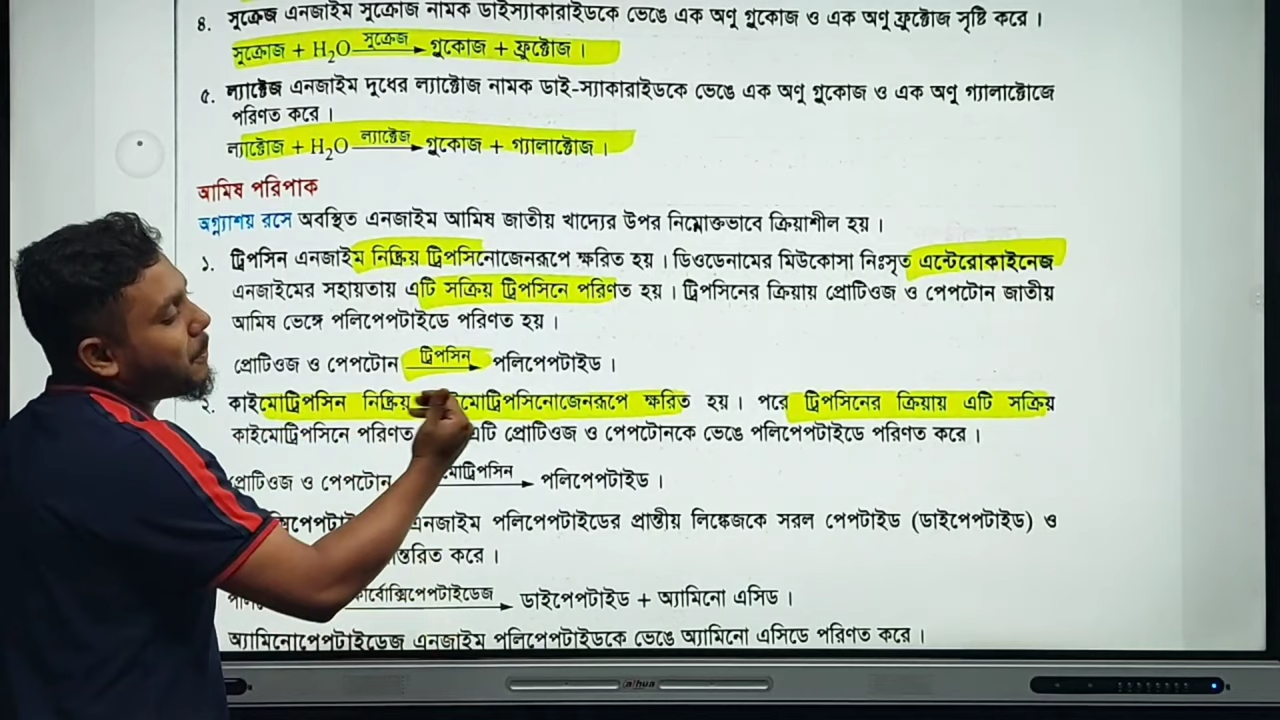 ৪. সুক্রেজ এনজাইম সুক্রোজ নামক ডাইস্যাকারাইডকে ভেঙে এক অণু গ্লুকোজ ও এক অণু ফ্রুক্টোজ সৃষ্টি করে ।
সুক্রোজ + H₂O সুক্রেজ → গ্লুকোজ + ফ্রুক্টোজ ।
৫. ল্যাক্টেজ এনজাইম দুধের ল্যাক্টোজ নামক ডাই-স্যাকারাইডকে ভেঙে এক অণু গ্লুকোজ ও এক অণু গ্যালাক্টোজে
পরিণত করে ।
ল্যাক্টোজ + H₂O ল্যাক্টেজ → গ্লুকোজ + গ্যালাক্টোজ ।
আমিষ পরিপাক
অগ্ন্যাশয় রসে অবস্থিত এনজাইম আমিষ জাতীয় খাদ্যের উপর নিম্নোক্তভাবে ক্রিয়াশীল হয় ।
১. ট্রিপসিন এনজাইম নিষ্ক্রিয় ট্রিপসিনোজেনরূপে ক্ষরিত হয় । ডিওডেনামের মিউকোসা নিঃসৃত এন্টেরোকাইনেজ
এনজাইমের সহায়তায় এটি সক্রিয় ট্রিপসিনে পরিণত হয় । ট্রিপসিনের ক্রিয়ায় প্রোটিওজ ও পেপটোন জাতীয়
আমিষ ভেঙ্গে পলিপেপটাইডে পরিণত হয় ।
প্রোটিওজ ও পেপটোন ট্রিপসিন → পলিপেপটাইড ।
২. কাইমোট্রিপসিন নিষ্ক্রিয় মোট্রিপসিনোজেনরূপে ক্ষরিত হয় । পরে ট্রিপসিনের ক্রিয়ায় এটি সক্রিয়
কাইমোট্রিপসিনে পরিণত এটি প্রোটিওজ ও পেপটোনকে ভেঙে পলিপেপটাইডে পরিণত করে ।
প্রোটিওজ ও পেপটোন মোট্রিপসিন → পলিপেপটাইড ।
এনজাইম পলিপেপটাইডের প্রান্তীয় লিঙ্কেজকে সরল পেপটাইড (ডাইপেপটাইড) ও
ন্তরিত করে ।
কার্বোক্সিপেপটাইডেজ → ডাইপেপটাইড + অ্যামিনো এসিড ।
অ্যামিনোপেপটাইডেজ এনজাইম পলিপেপটাইডকে ভেঙে অ্যামিনো এসিডে পরিণত করে ।
alhua